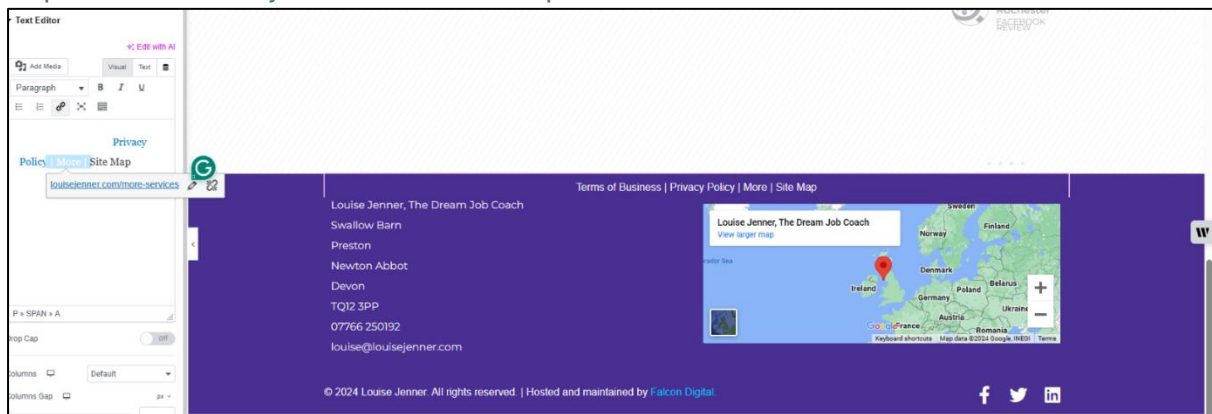 Text Editor
Edit with AI
Add Media
Visual
Text
Paragraph
B
I
U
Privacy
Policy | More | Site Map
louisejenner.com/more-services
P » SPAN » A
Drop Cap
Off
Columns
Default
Columns Gap
px
Rochester
FACEBOOK
REVIEW
Terms of Business | Privacy Policy | More | Site Map
Louise Jenner, The Dream Job Coach
Swallow Barn
Preston
Newton Abbot
Devon
TQ12 3PP
07766 250192
louise@louisejenner.com
Louise Jenner, The Dream Job Coach
View larger map
Sweden
Norway
Finland
Denmark
Ireland
Poland
Belarus
Germany
Ukraine
Austria
France
Romania
Google
Keyboard shortcuts
Map data ©2024 Google, INEGI
Terms
© 2024 Louise Jenner. All rights reserved. | Hosted and maintained by Falcon Digital.